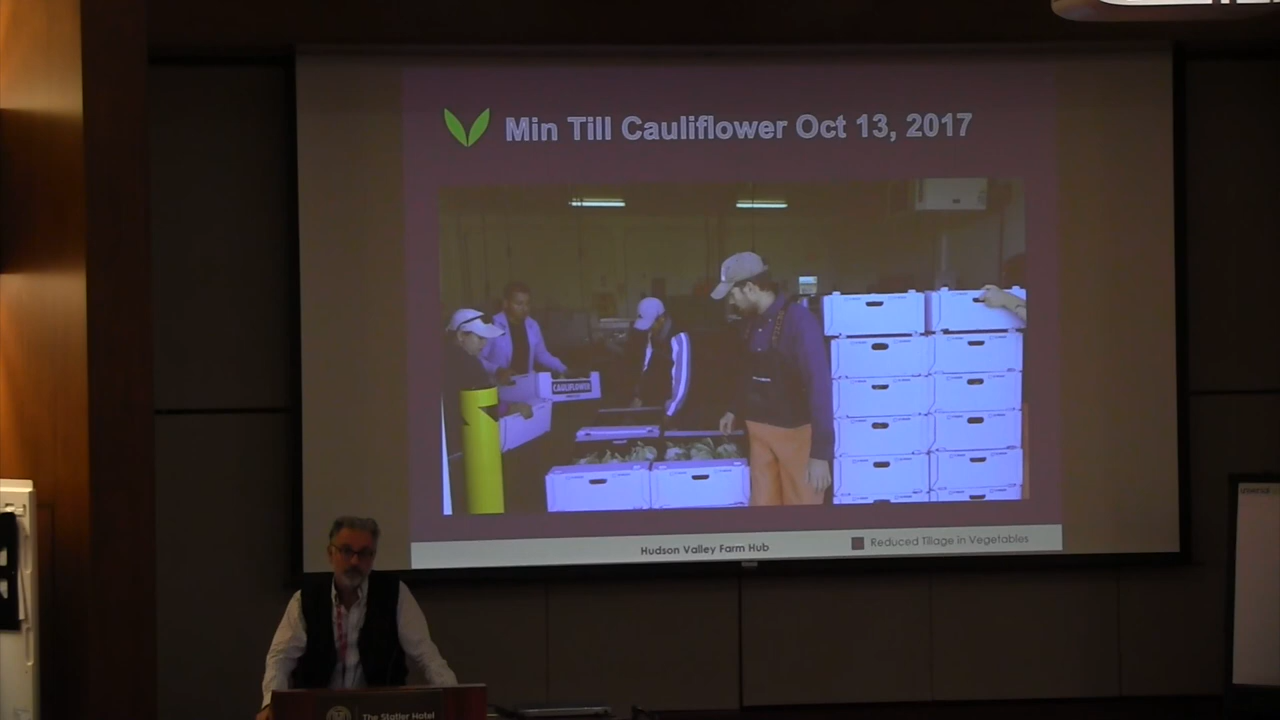 Min Till Cauliflower Oct 13, 2017
CAULIFLOWER
Hudson Valley Farm Hub
Reduced Tillage in Vegetables
The Statler Hotel